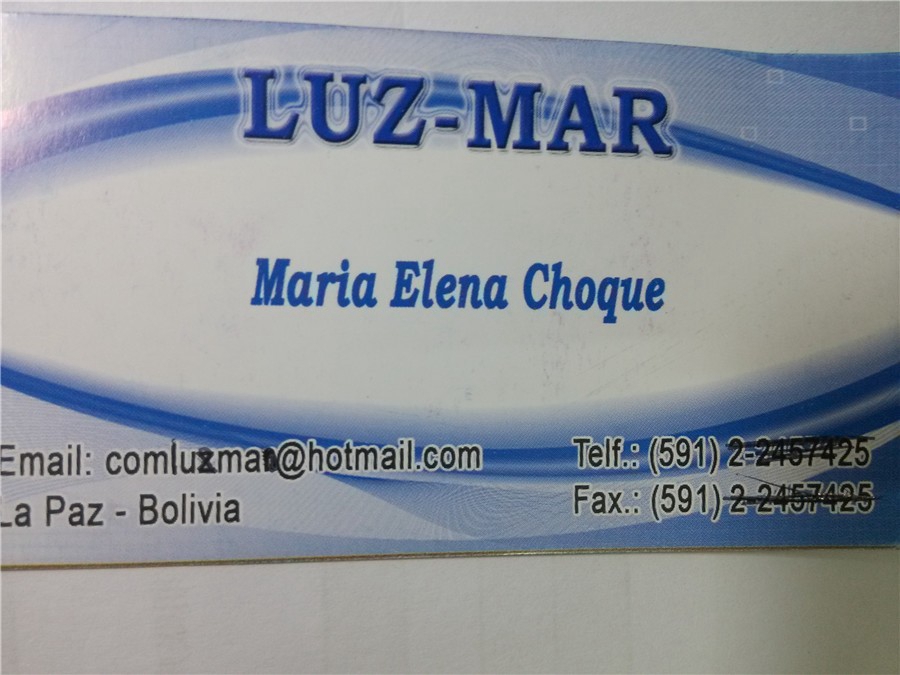 LUZ-MAR
Maria Elena Choque
Email: comluxmar@hotmail.com
Telf.: (591) 2-2457425
La Paz - Bolivia
Fax.: (591) 2-2457425